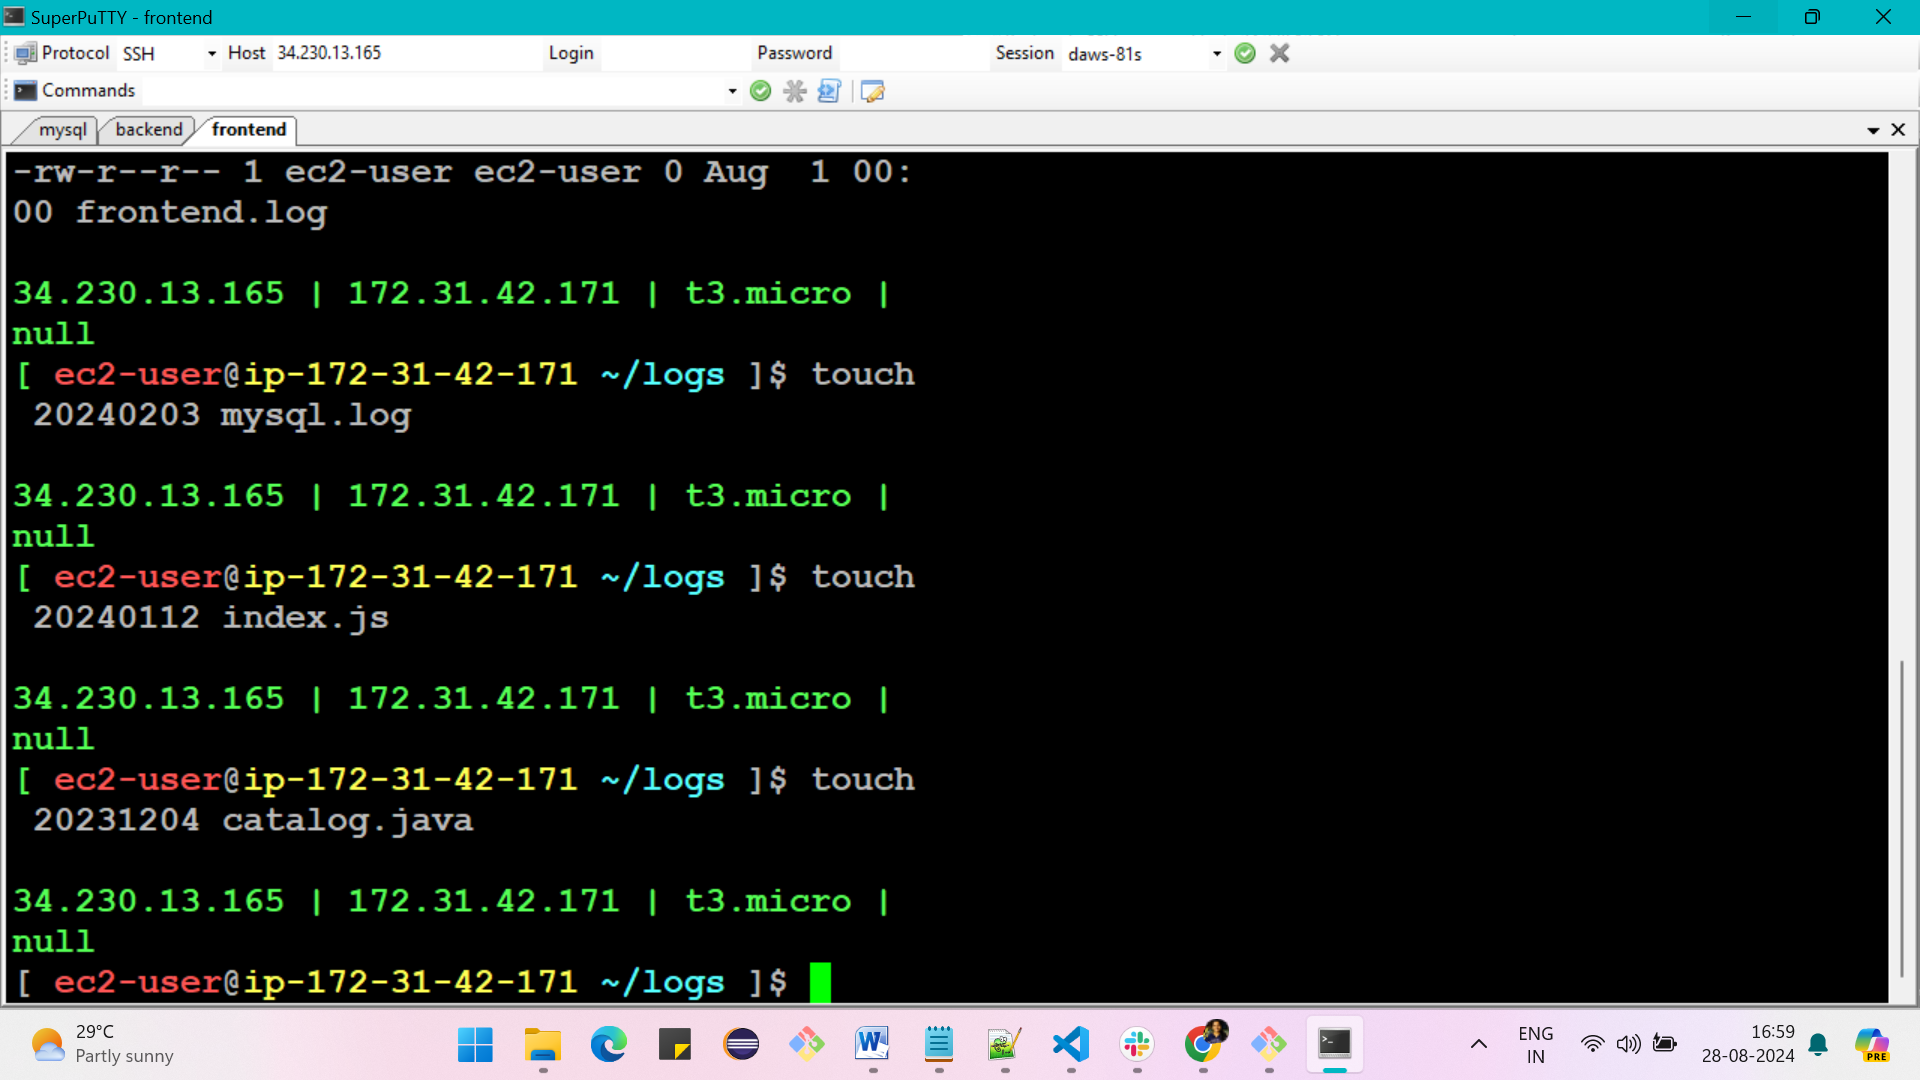 SuperPuTTY - frontend
Protocol SSH Host 34.230.13.165 Login Password Session daws-81s
Commands
mysql backend frontend
-rw-r--r-- 1 ec2-user ec2-user 0 Aug  1 00:
00 frontend.log
34.230.13.165 | 172.31.42.171 | t3.micro |
null
[ ec2-user@ip-172-31-42-171 ~/logs ]$ touch
20240203 mysql.log
34.230.13.165 | 172.31.42.171 | t3.micro |
null
[ ec2-user@ip-172-31-42-171 ~/logs ]$ touch
20240112 index.js
34.230.13.165 | 172.31.42.171 | t3.micro |
null
[ ec2-user@ip-172-31-42-171 ~/logs ]$ touch
20231204 catalog.java
34.230.13.165 | 172.31.42.171 | t3.micro |
null
[ ec2-user@ip-172-31-42-171 ~/logs ]$
29°C
Partly sunny
ENG
IN
16:59
28-08-2024
PRE